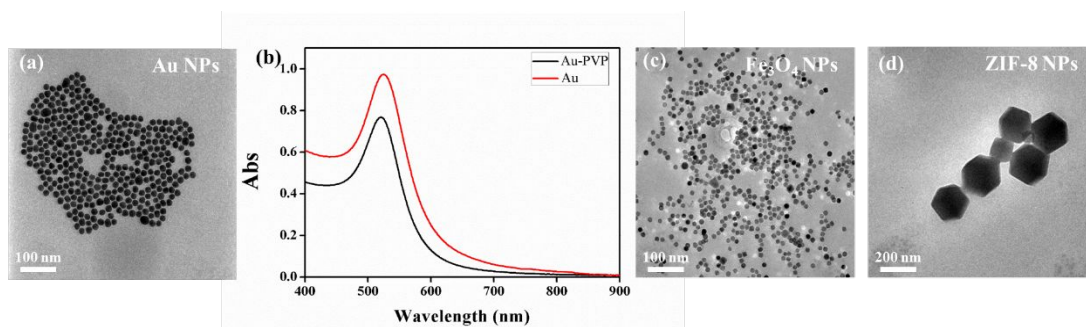 (a) Au NPs
100 nm
(b)
Au-PVP
Au
1.0
0.8
0.6
0.4
0.2
0.0
Abs
400 500 600 700 800 900
Wavelength (nm)
(c) Fe3O4 NPs
100 nm
(d) ZIF-8 NPs
200 nm